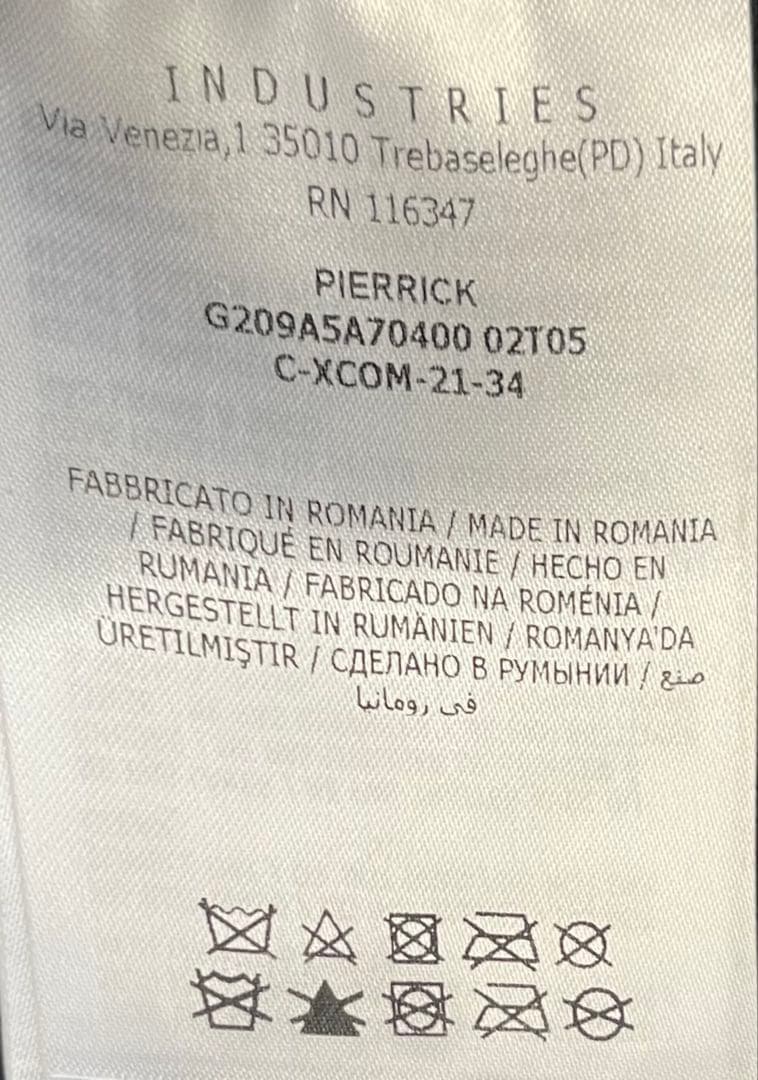 INDUSTRIES
Via Venezia,1 35010 Trebaseleghe(PD) Italy
RN 116347
PIERRICK
G209A5A70400 02T05
C-XCOM-21-34
FABBRICATO IN ROMANIA / MADE IN ROMANIA
/ FABRIQUÉ EN ROUMANIE / HECHO EN
RUMANIA / FABRICADO NA ROMÉNIA /
HERGESTELLT IN RUMÄNIEN / ROMANYA'DA
ÜRETILMIŞTIR / СДЕЛАНО В РУМЫНИИ / صنع
في رومانيا